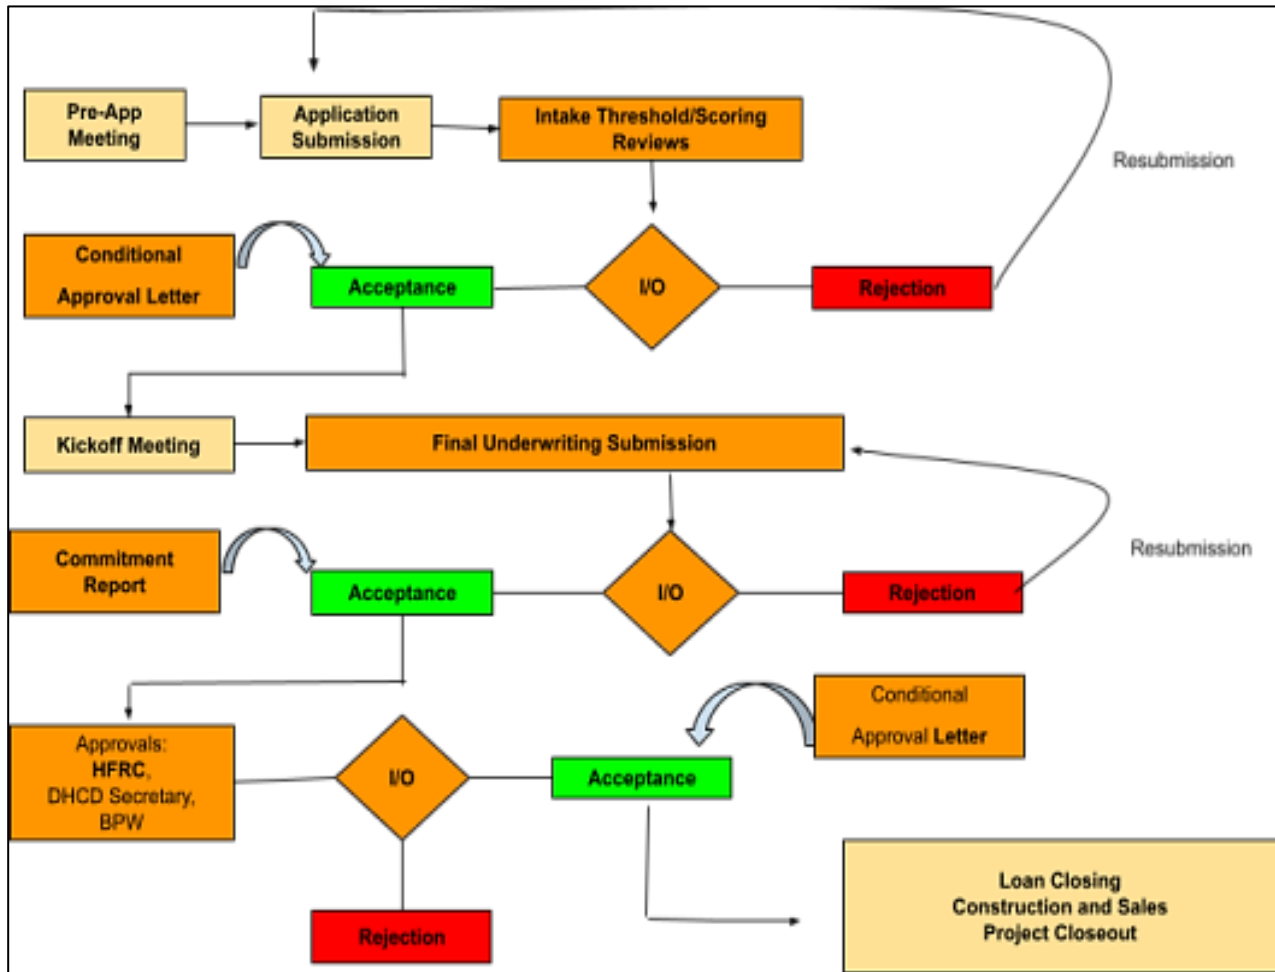 Pre-App
Meeting
Application
Submission
Intake Threshold/Scoring
Reviews
Resubmission
Conditional
Approval Letter
Acceptance
I/O
Rejection
Kickoff Meeting
Final Underwriting Submission
Resubmission
Commitment
Report
Acceptance
I/O
Rejection
Conditional
Approval Letter
Approvals:
HFRC,
DHCD Secretary,
BPW
I/O
Acceptance
Rejection
Loan Closing
Construction and Sales
Project Closeout